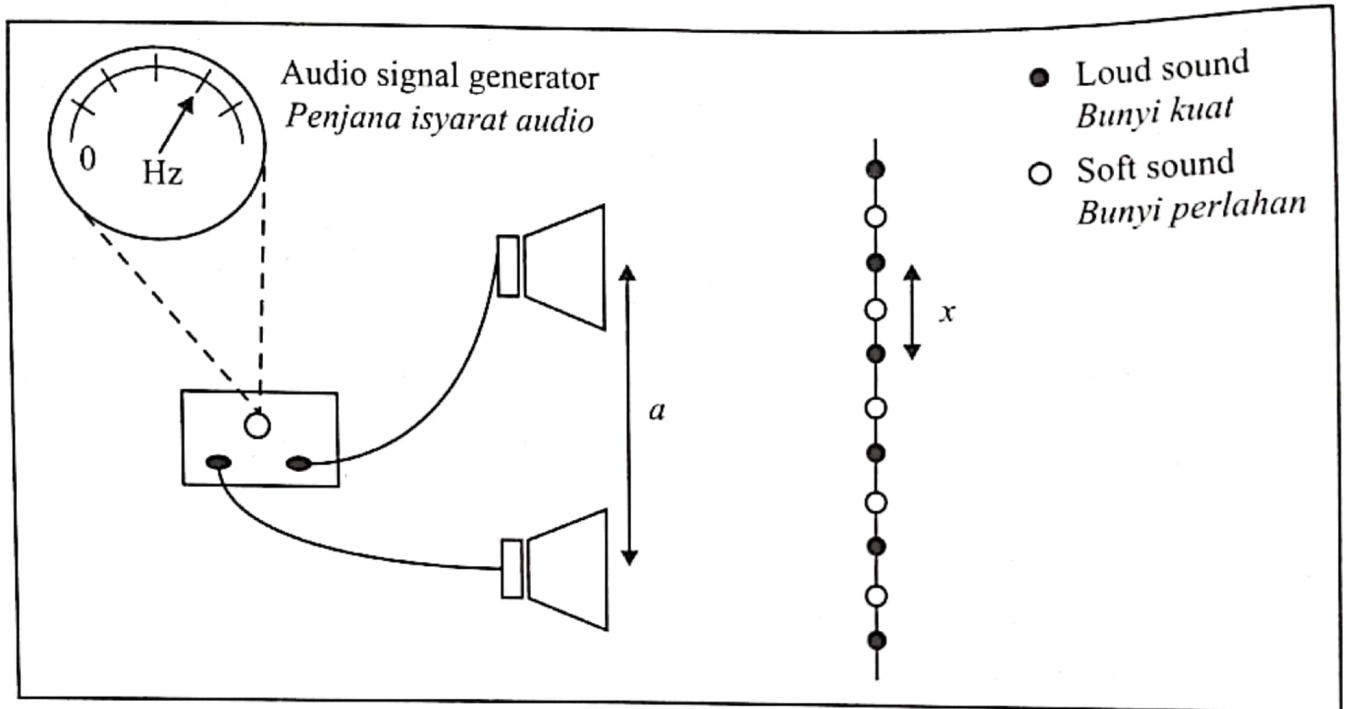 Audio signal generator
Penjana isyarat audio
0
Hz
Loud sound
Bunyi kuat
Soft sound
Bunyi perlahan
x
a